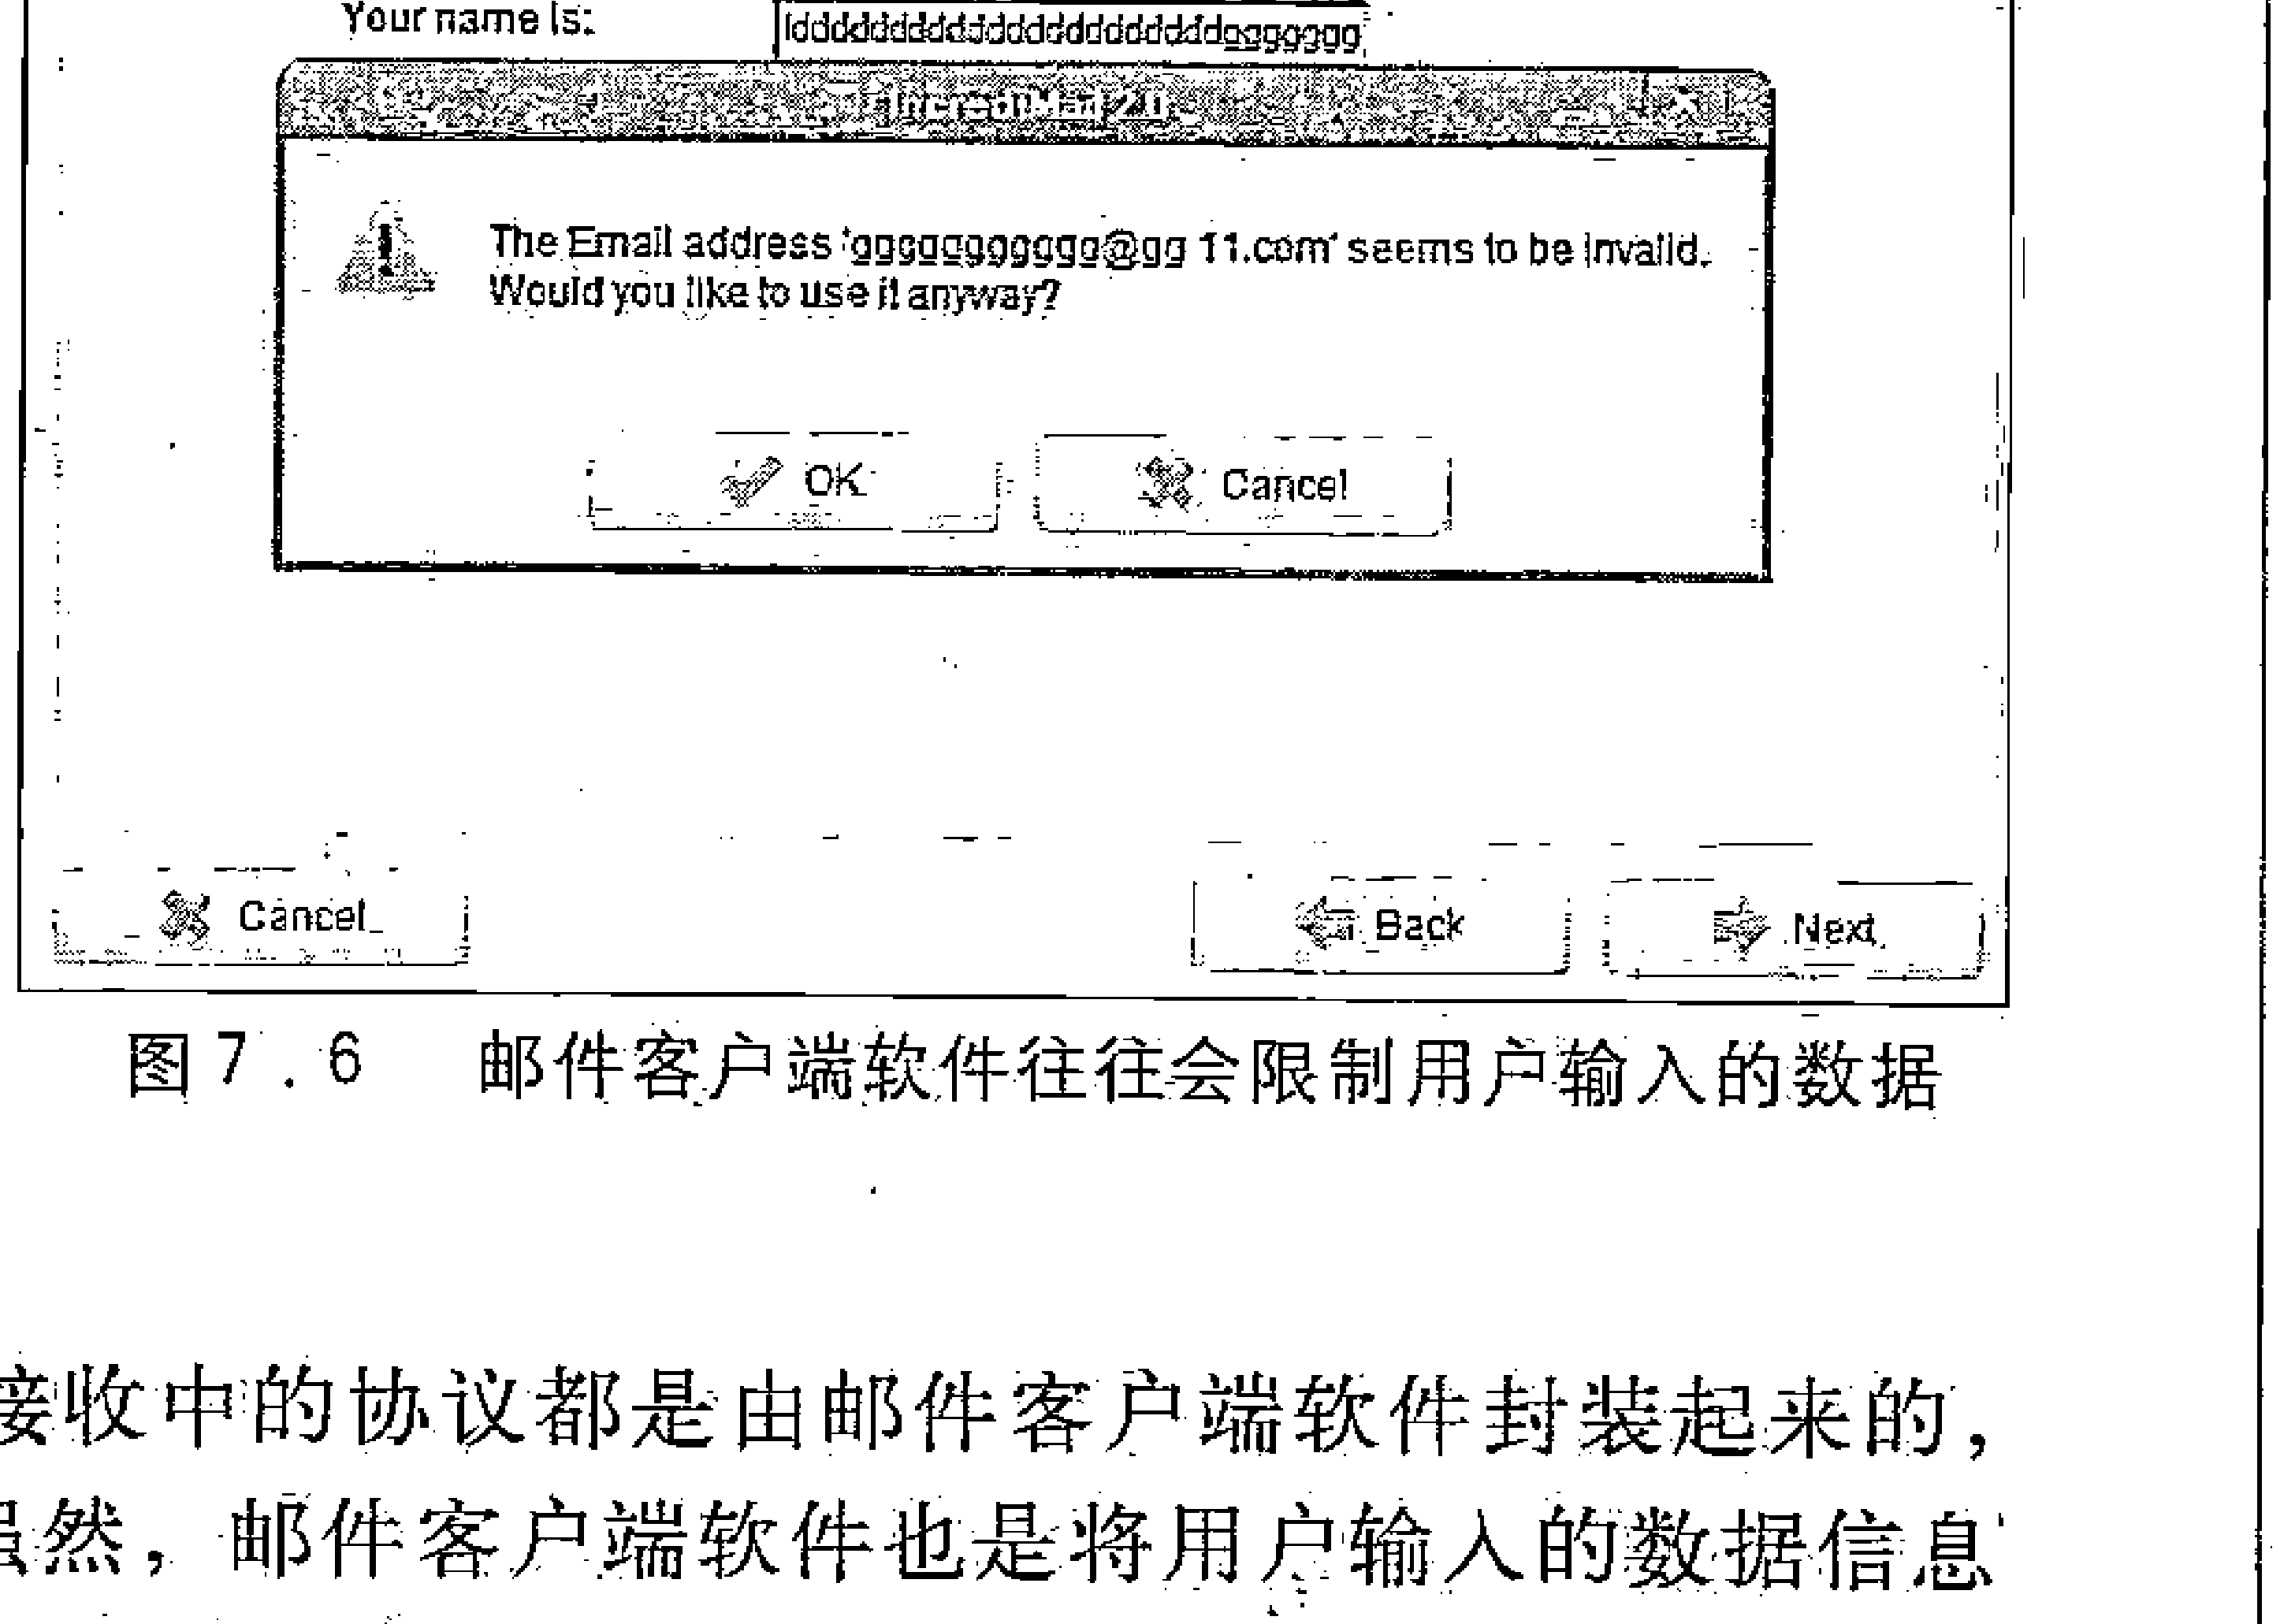 Your name is:
IncrediMail 2.0
The Email address 'ggggggggggg@gg 11.com' seems to be invalid.
Would you like to use it anyway?
OK Cancel
Cancel Back Next
图7.6 邮件客户端软件往往会限制用户输入的数据
接收中的协议都是由邮件客户端软件封装起来的，
虽然，邮件客户端软件也是将用户输入的数据信息